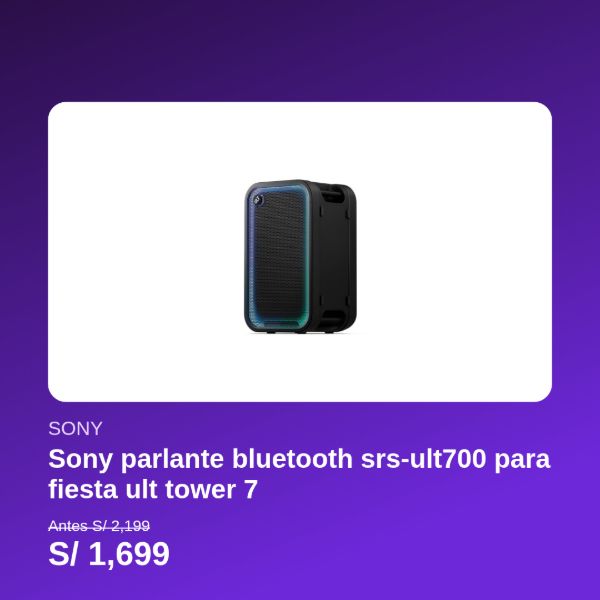 SONY
Sony parlante bluetooth srs-ult700 para
fiesta ult tower 7
Antes S/ 2,199
S/ 1,699